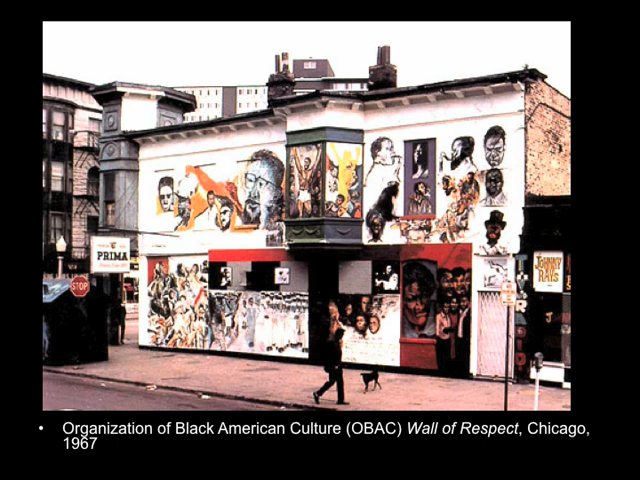 PRIMA
STOP
JOHNNY
RAYS
• Organization of Black American Culture (OBAC) Wall of Respect, Chicago,
1967